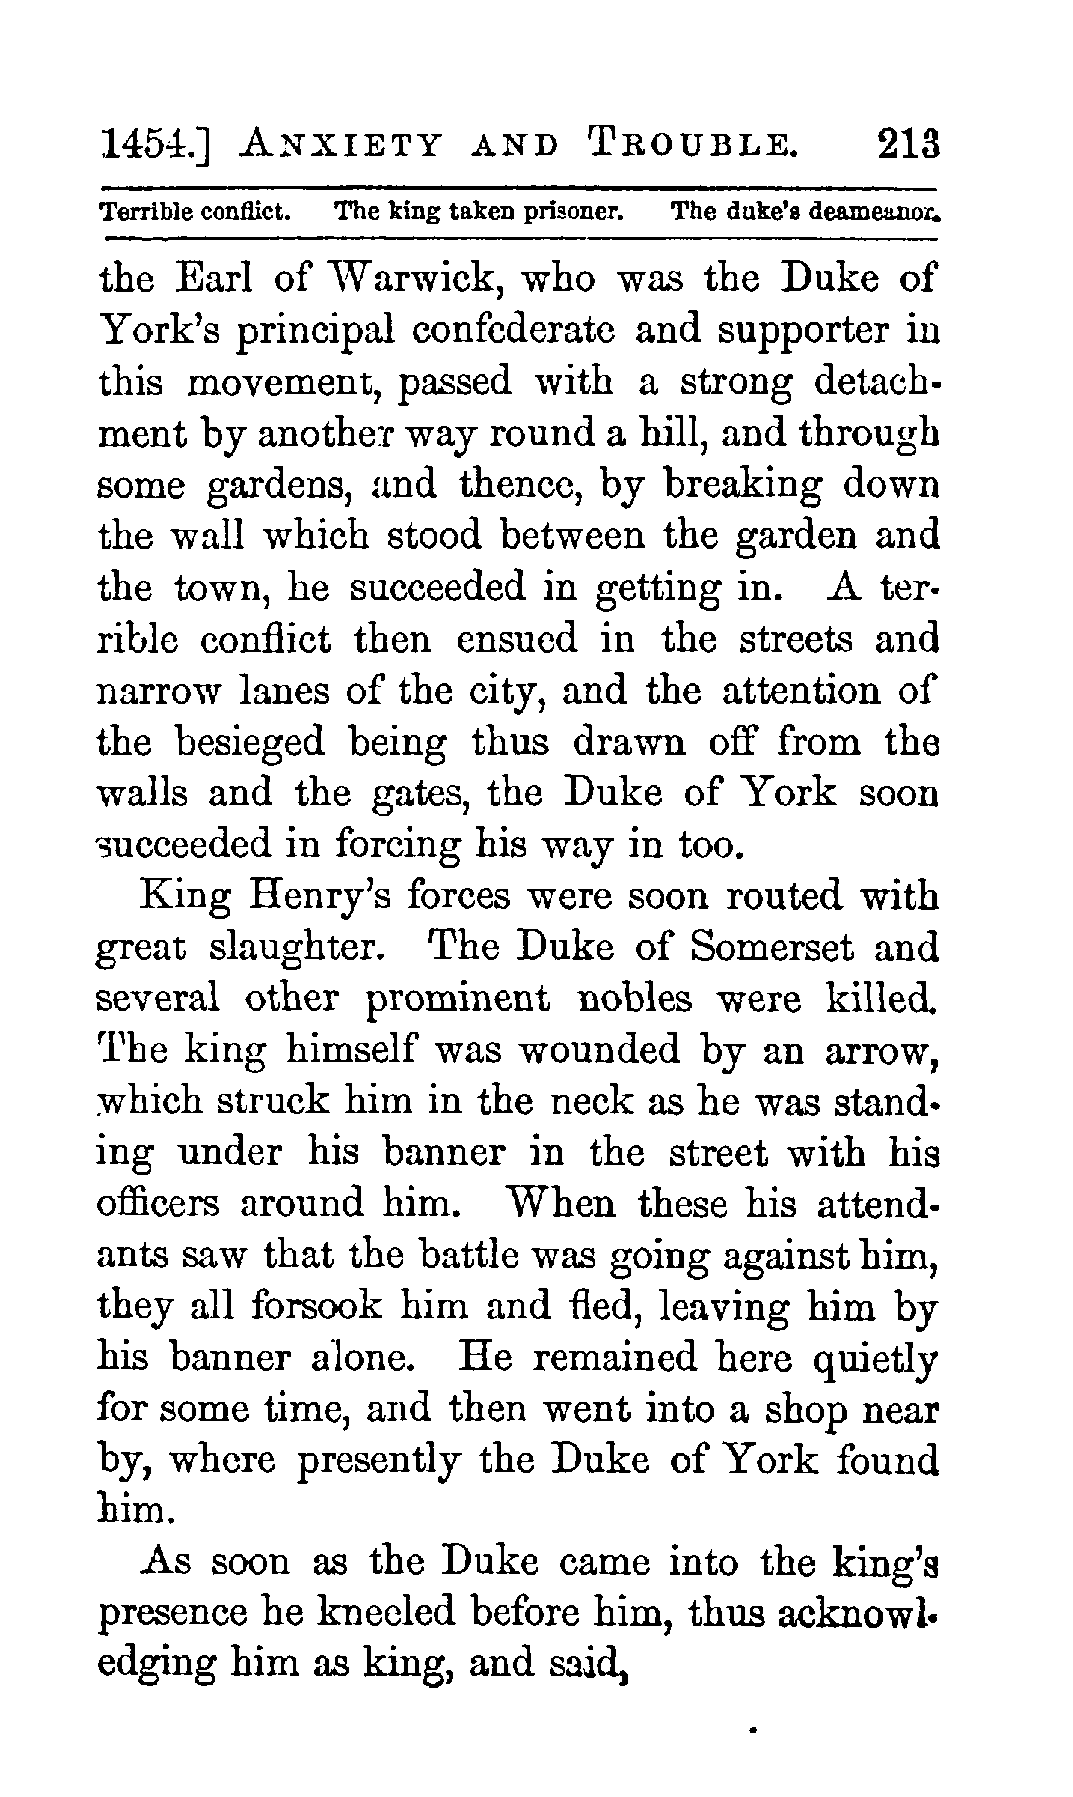 1454.] ANXIETY AND TROUBLE. 213
Terrible conflict. The king taken prisoner. The duke's deameanor.
the Earl of Warwick, who was the Duke of
York's principal confederate and supporter in
this movement, passed with a strong detach-
ment by another way round a hill, and through
some gardens, and thence, by breaking down
the wall which stood between the garden and
the town, he succeeded in getting in. A ter-
rible conflict then ensued in the streets and
narrow lanes of the city, and the attention of
the besieged being thus drawn off from the
walls and the gates, the Duke of York soon
succeeded in forcing his way in too.
King Henry's forces were soon routed with
great slaughter. The Duke of Somerset and
several other prominent nobles were killed.
The king himself was wounded by an arrow,
which struck him in the neck as he was stand-
ing under his banner in the street with his
officers around him. When these his attend-
ants saw that the battle was going against him,
they all forsook him and fled, leaving him by
his banner alone. He remained here quietly
for some time, and then went into a shop near
by, where presently the Duke of York found
him.
As soon as the Duke came into the king's
presence he kneeled before him, thus acknowl-
edging him as king, and said,